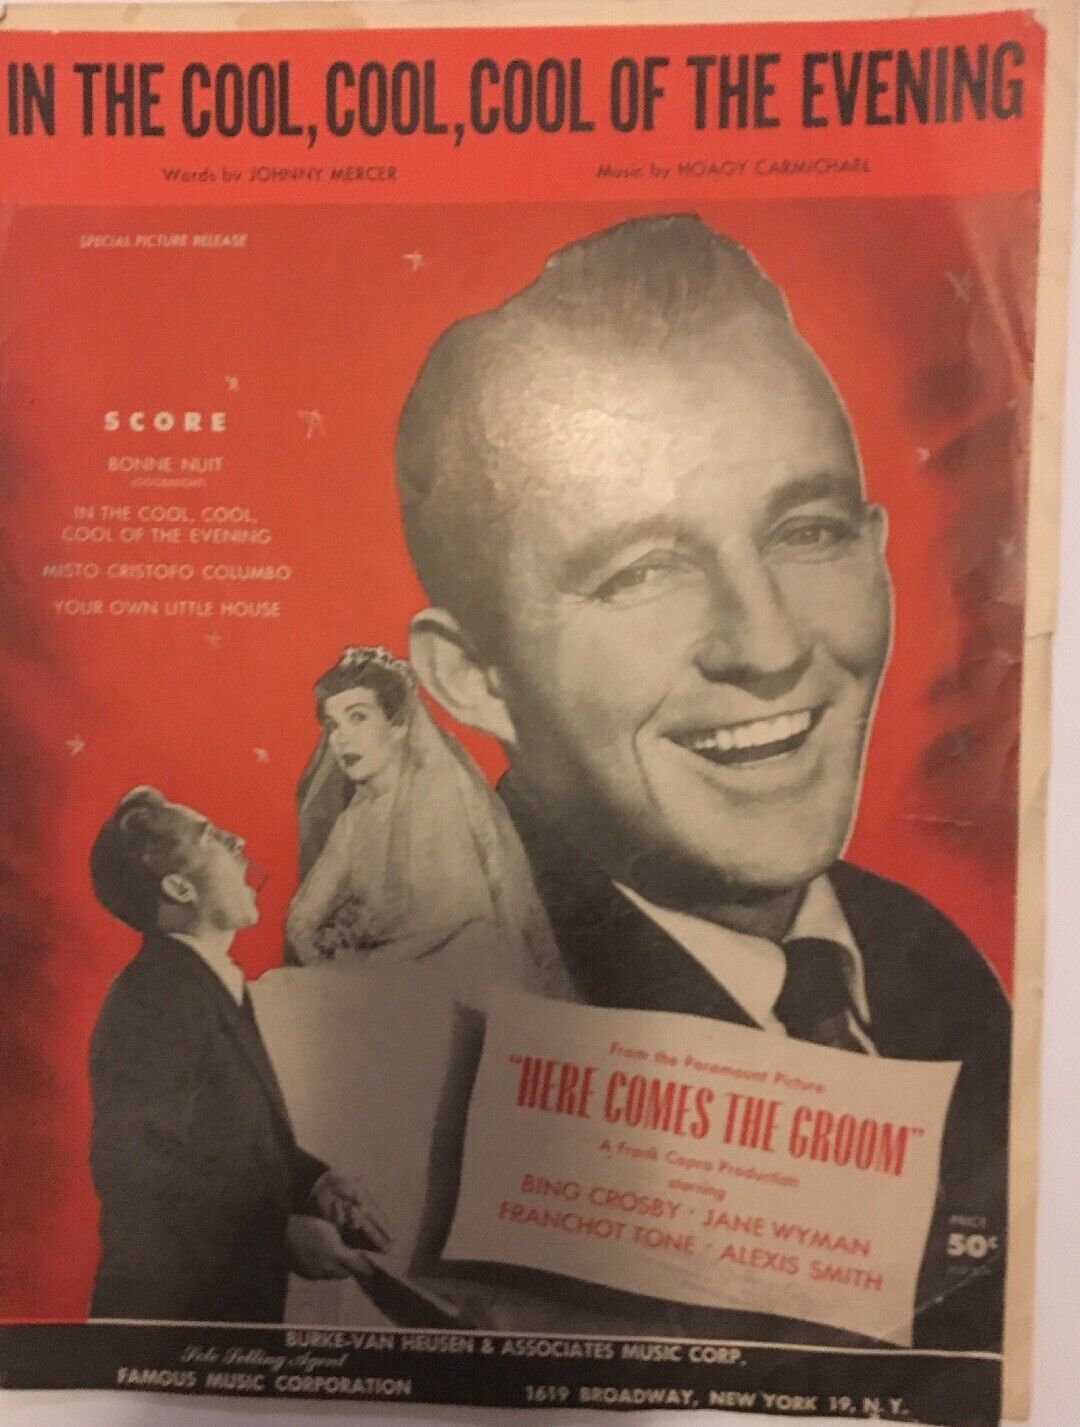 IN THE COOL, COOL, COOL OF THE EVENING
Words by JOHNNY MERCER
Music by HOAGY CARMICHAEL
SPECIAL PICTURE RELEASE
SCORE
BONNE NUIT
(GOODNIGHT)
IN THE COOL, COOL,
COOL OF THE EVENING
MISTO CRISTOFO COLUMBO
YOUR OWN LITTLE HOUSE
From the Paramount Picture
"HERE COMES THE GROOM"
A Frank Capra Production
starring
BING CROSBY · JANE WYMAN
FRANCHOT TONE · ALEXIS SMITH
PRICE
50¢
BURKE-VAN HEUSEN & ASSOCIATES MUSIC CORP.
Sole Selling Agent
FAMOUS MUSIC CORPORATION
1619 BROADWAY, NEW YORK 19, N. Y.